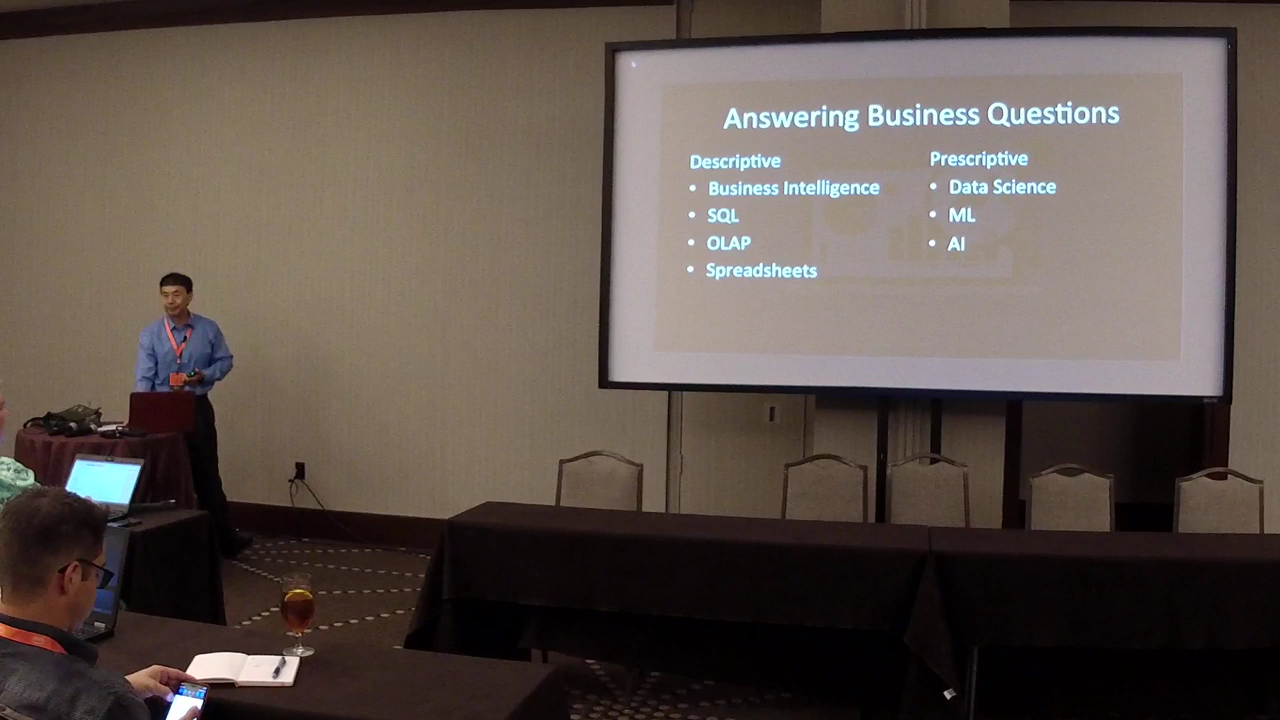 Answering Business Questions
Descriptive
• Business Intelligence
• SQL
• OLAP
• Spreadsheets
Prescriptive
• Data Science
• ML
• AI